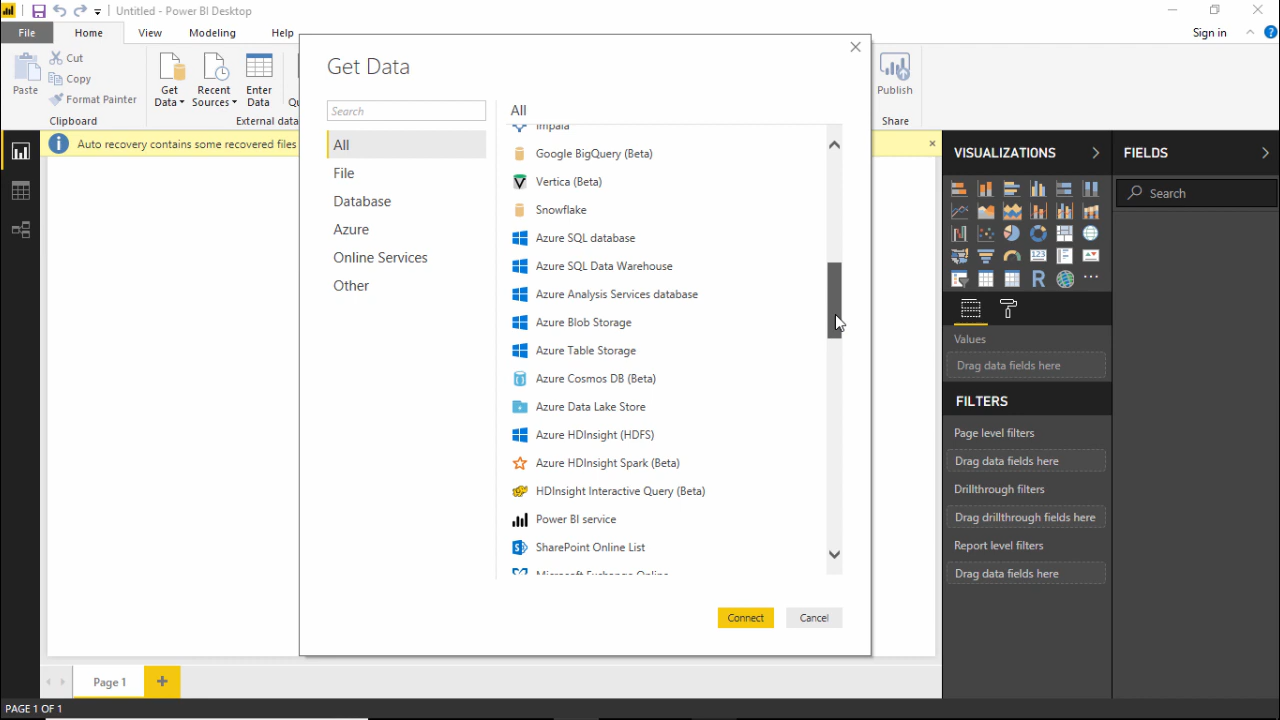 Untitled - Power BI Desktop
File
Home
View
Modeling
Help
Sign in
Paste
Cut
Copy
Format Painter
Clipboard
Get
Data
Recent
Sources
Enter
Data
External data
Publish
Share
Auto recovery contains some recovered files
Get Data
Search
All
File
Database
Azure
Online Services
Other
All
Impala
Google BigQuery (Beta)
Vertica (Beta)
Snowflake
Azure SQL database
Azure SQL Data Warehouse
Azure Analysis Services database
Azure Blob Storage
Azure Table Storage
Azure Cosmos DB (Beta)
Azure Data Lake Store
Azure HDInsight (HDFS)
Azure HDInsight Spark (Beta)
HDInsight Interactive Query (Beta)
Power BI service
SharePoint Online List
Microsoft Exchange Online
Connect
Cancel
VISUALIZATIONS
R
Values
Drag data fields here
FILTERS
Page level filters
Drag data fields here
Drillthrough filters
Drag drillthrough fields here
Report level filters
Drag data fields here
FIELDS
Search
Page 1
PAGE 1 OF 1